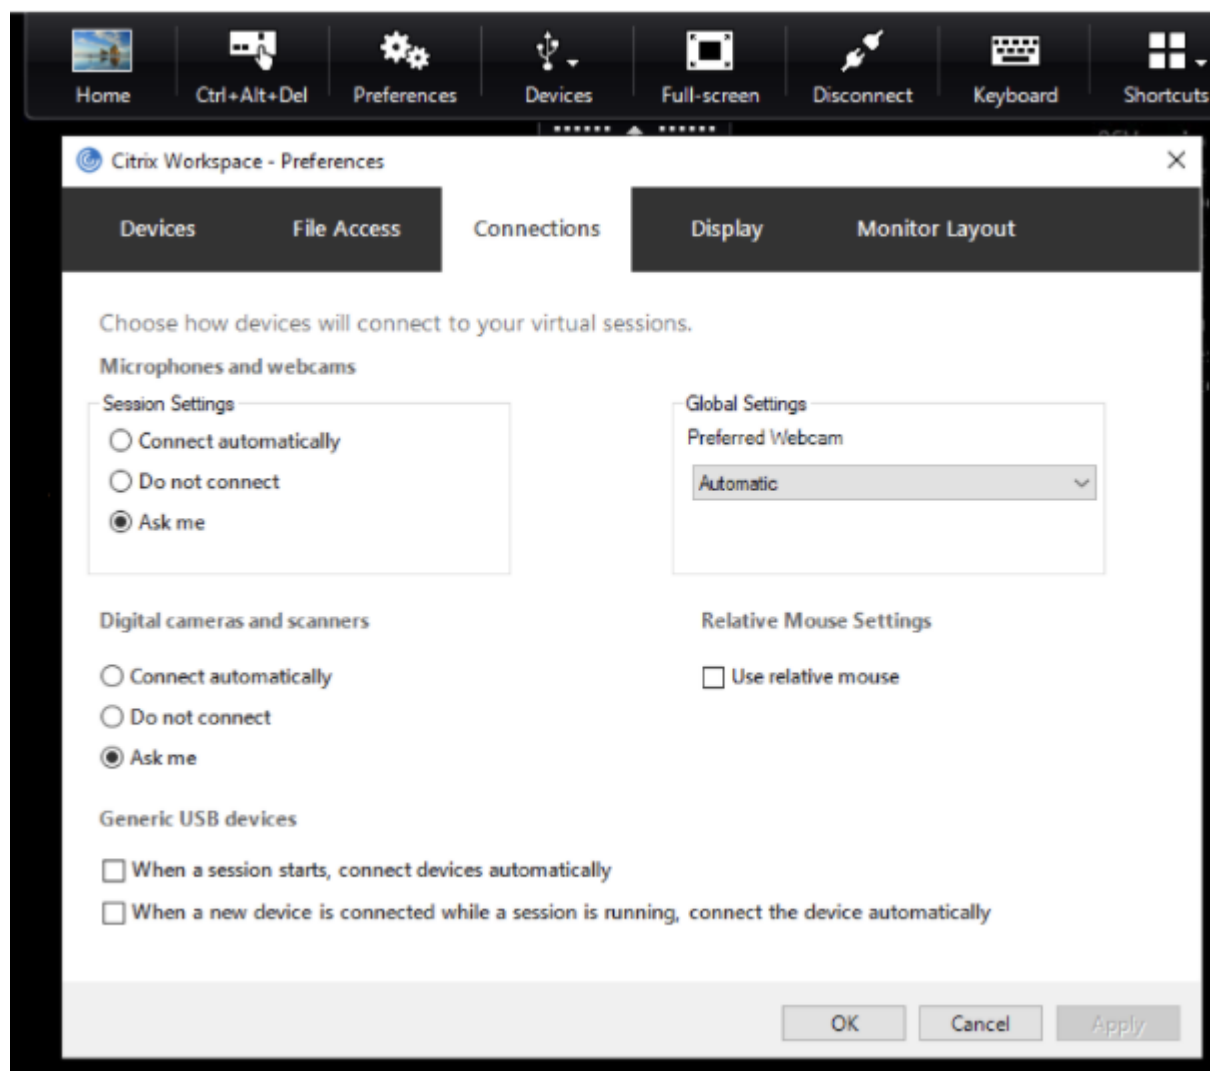 Home
Ctrl+Alt+Del
Preferences
Devices
Full-screen
Disconnect
Keyboard
Shortcuts
Citrix Workspace - Preferences
Devices
File Access
Connections
Display
Monitor Layout
Choose how devices will connect to your virtual sessions.
Microphones and webcams
Session Settings
Connect automatically
Do not connect
Ask me
Global Settings
Preferred Webcam
Automatic
Digital cameras and scanners
Connect automatically
Do not connect
Ask me
Relative Mouse Settings
Use relative mouse
Generic USB devices
When a session starts, connect devices automatically
When a new device is connected while a session is running, connect the device automatically
OK
Cancel
Apply